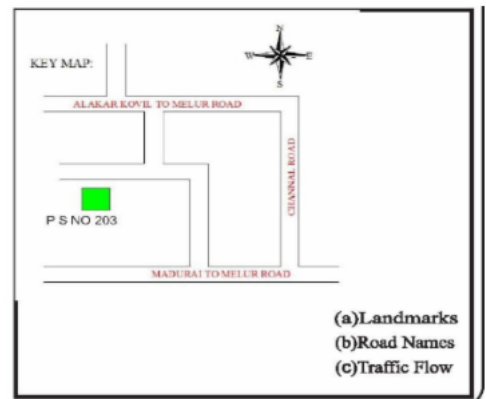 N
W E
S
KEY MAP:
ALAKAR KOVIL TO MELUR ROAD
CHANNAL ROAD
P S NO 203
MADURAI TO MELUR ROAD
(a)Landmarks
(b)Road Names
(c)Traffic Flow